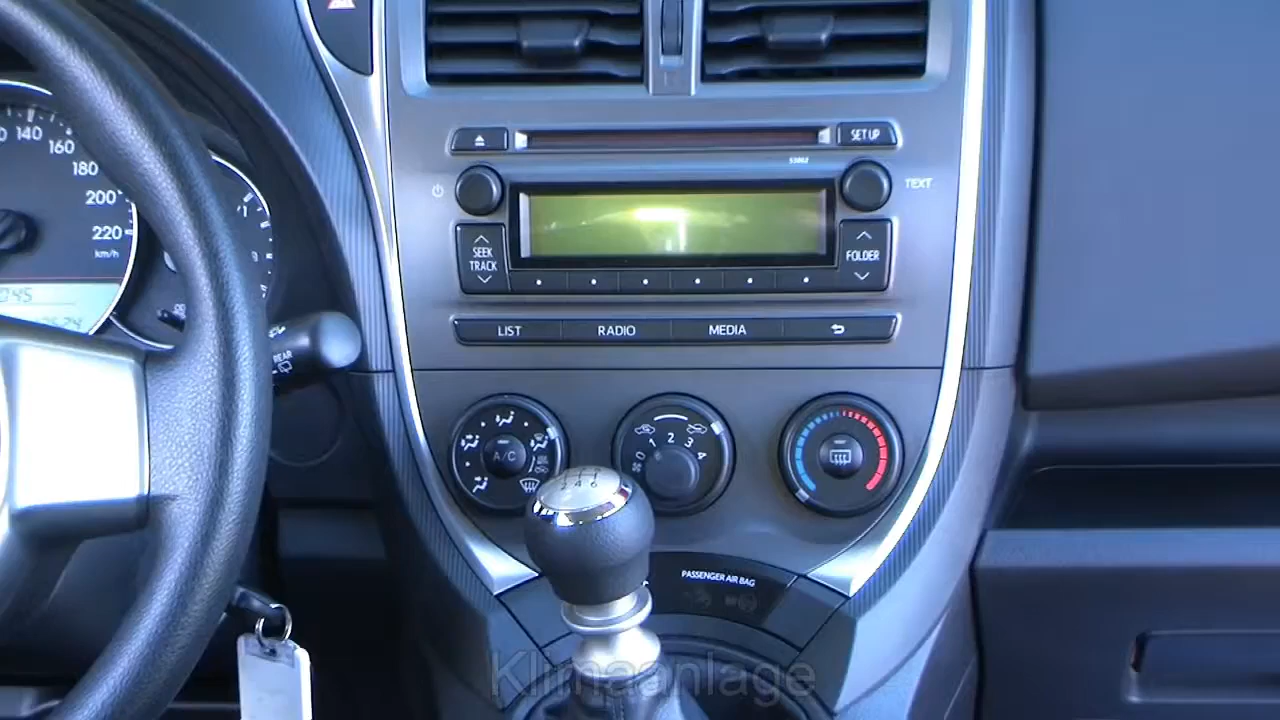 140
160
180
200
220
km/h
SET UP
53002
TEXT
SEEK
TRACK
FOLDER
LIST RADIO MEDIA
REAR
A/C
0 1 2 3 4
PASSENGER AIR BAG
Klimaanlage